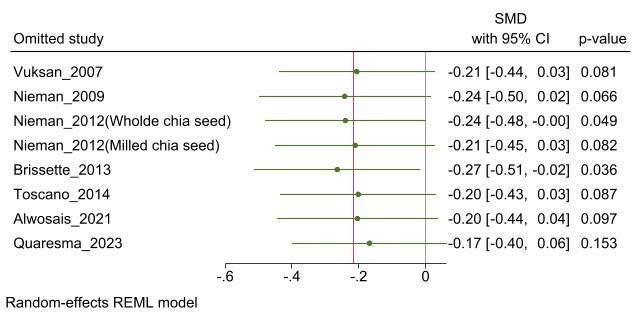 SMD
Omitted study with 95% CI p-value
Vuksan_2007 -0.21 [-0.44, 0.03] 0.081
Nieman_2009 -0.24 [-0.50, 0.02] 0.066
Nieman_2012(Wholde chia seed) -0.24 [-0.48, -0.00] 0.049
Nieman_2012(Milled chia seed) -0.21 [-0.45, 0.03] 0.082
Brissette_2013 -0.27 [-0.51, -0.02] 0.036
Toscano_2014 -0.20 [-0.43, 0.03] 0.087
Alwosais_2021 -0.20 [-0.44, 0.04] 0.097
Quaresma_2023 -0.17 [-0.40, 0.06] 0.153
-.6 -.4 -.2 0
Random-effects REML model